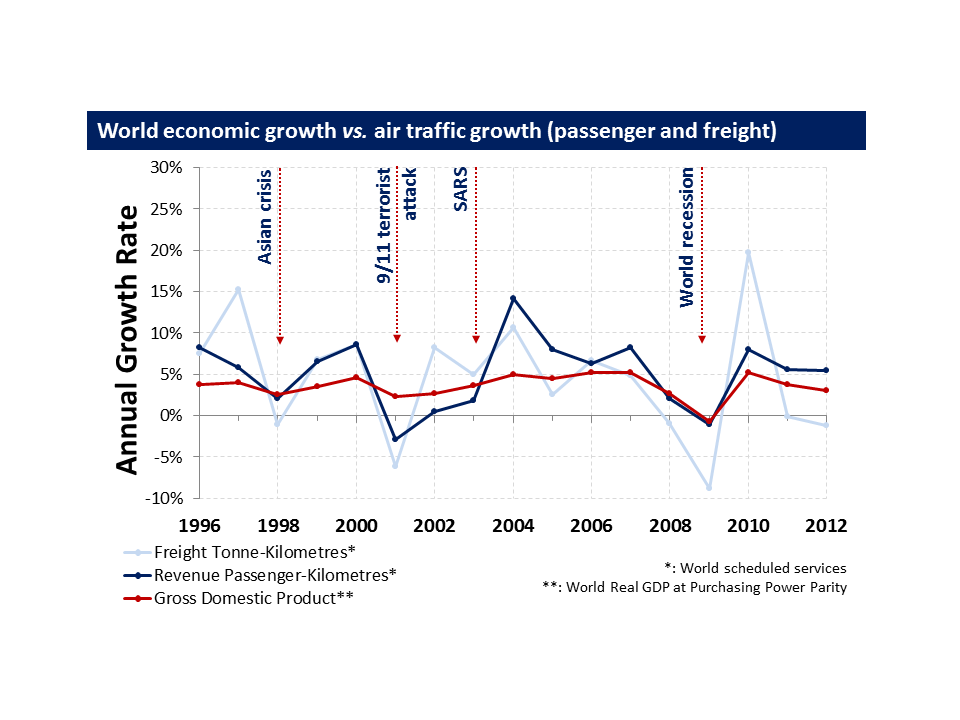 World economic growth vs. air traffic growth (passenger and freight)
30%
25%
20%
15%
10%
5%
0%
-5%
-10%
Annual Growth Rate
Asian crisis
9/11 terrorist
attack
SARS
World recession
1996 1998 2000 2002 2004 2006 2008 2010 2012
Freight Tonne-Kilometres*
Revenue Passenger-Kilometres*
Gross Domestic Product**
*: World scheduled services
**: World Real GDP at Purchasing Power Parity